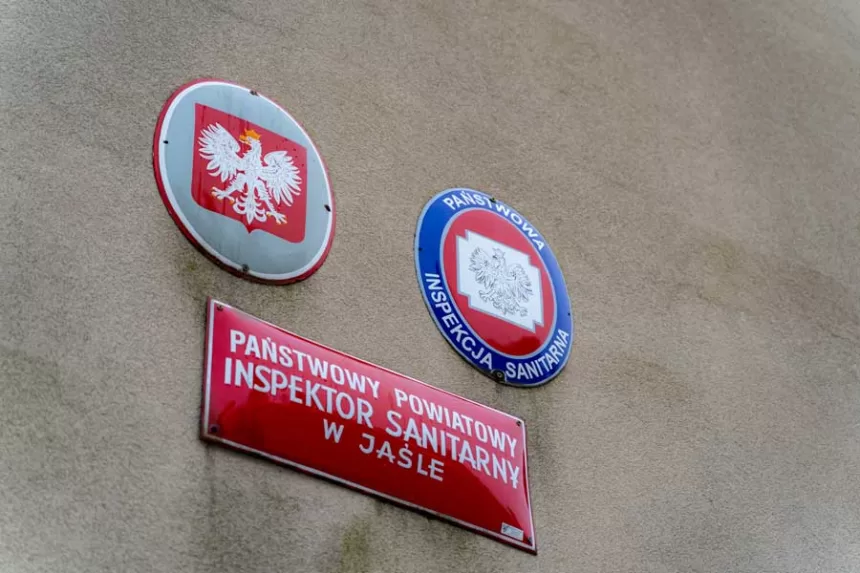 PAŃSTWOWA
INSPEKCJA SANITARNA
PAŃSTWOWY POWIATOWY
INSPEKTOR SANITARNY
W JAŚLE